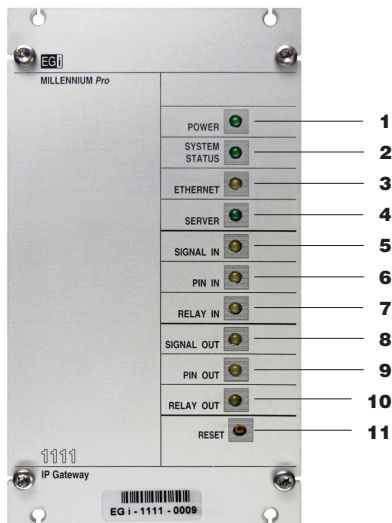 EGi
MILLENNIUM Pro
POWER
1
SYSTEM
STATUS
2
ETHERNET
3
SERVER
4
SIGNAL IN
5
PIN IN
6
RELAY IN
7
SIGNAL OUT
8
PIN OUT
9
RELAY OUT
10
RESET
11
1111
IP Gateway
EG i - 1111 - 0009